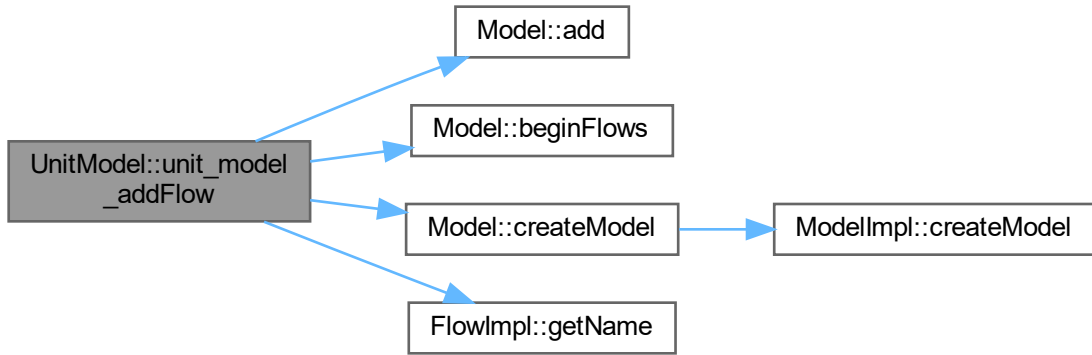 Model::add
Model::beginFlows
UnitModel::unit_model
_addFlow
Model::createModel
ModelImpl::createModel
FlowImpl::getName